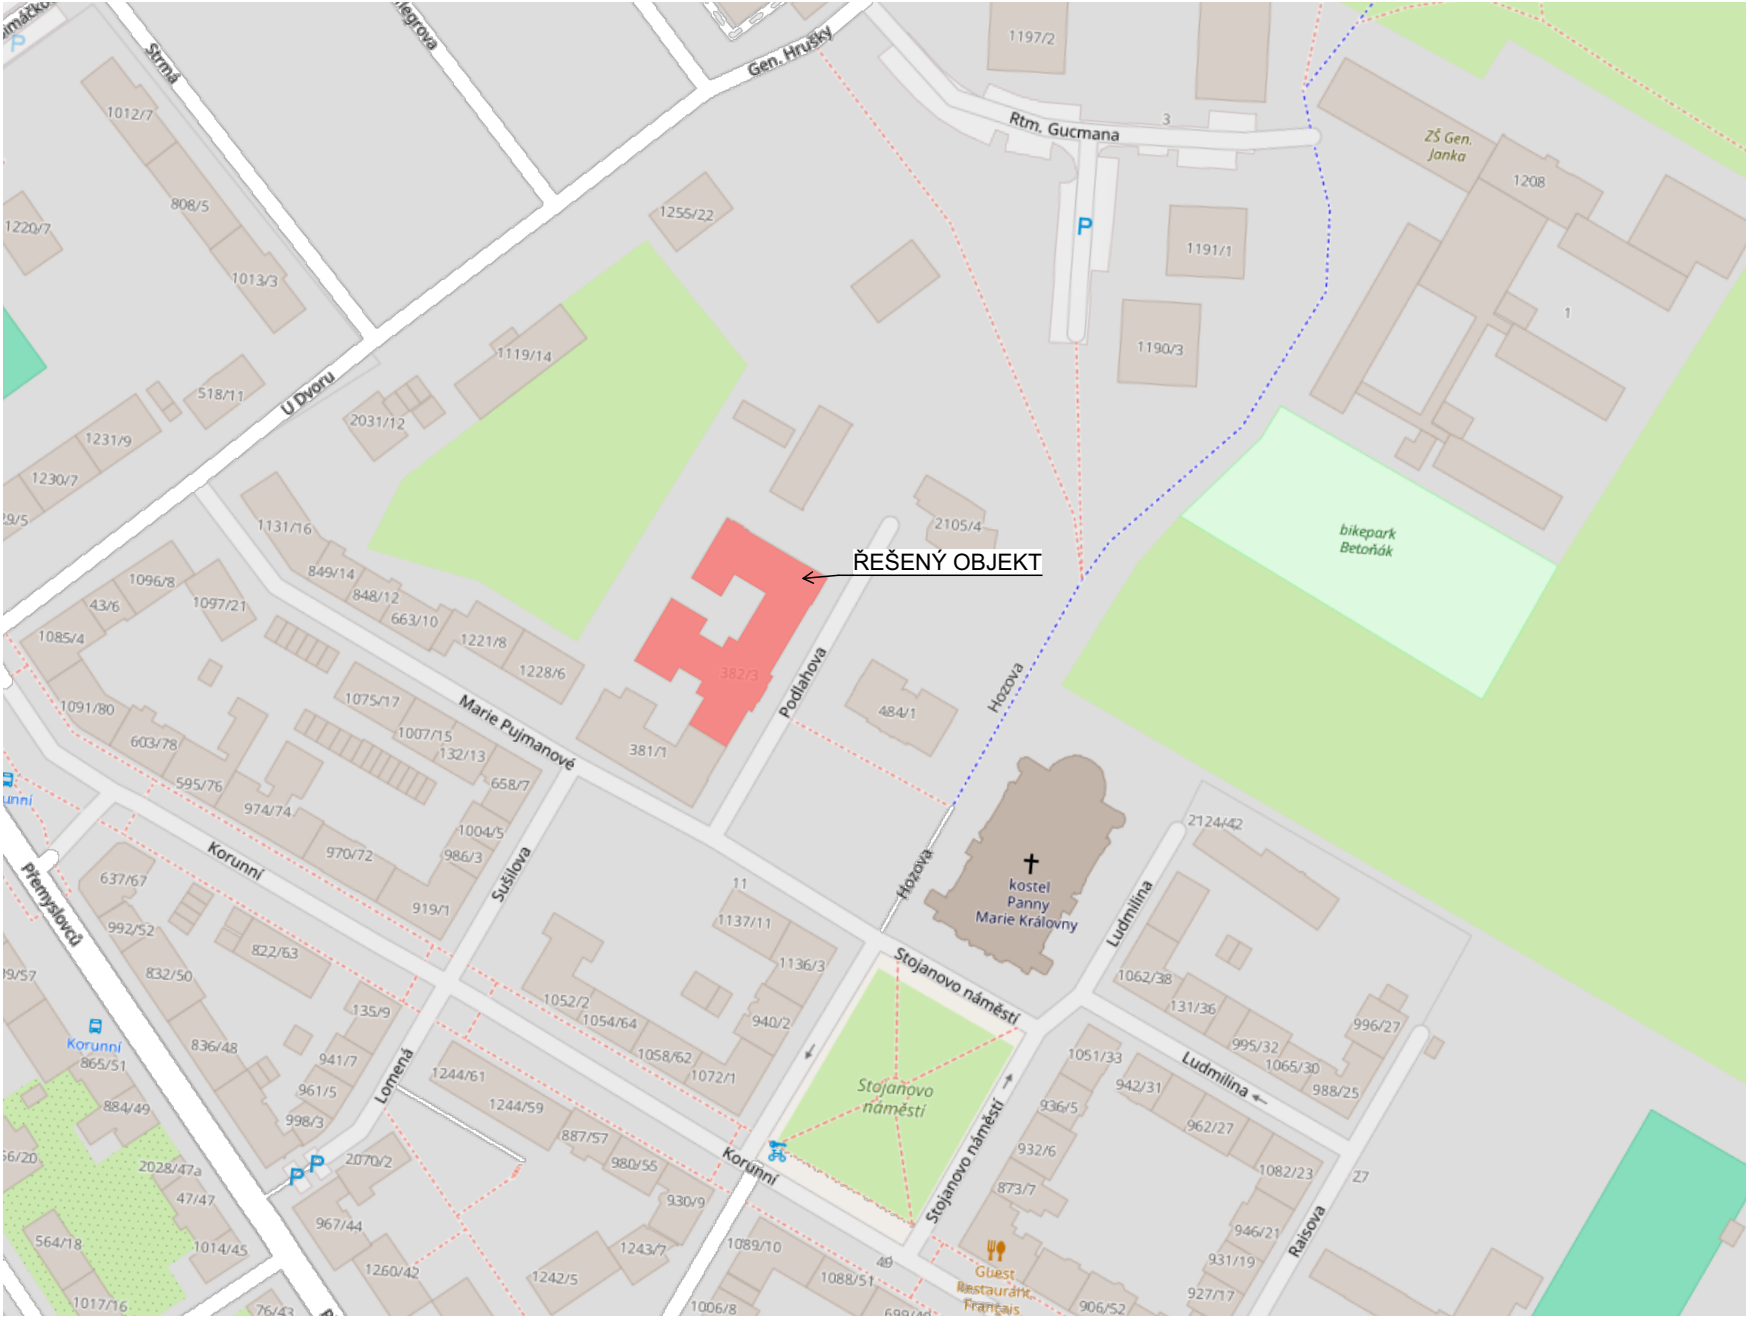 Strmá
Gen. Hrušky
1197/2
P
1012/7
Rtm. Gucmana
3
ZŠ Gen.
Janka
1208
808/5
1255/22
1220/7
P
1191/1
1013/3
1
1119/14
1190/3
U Dvoru
518/11
2031/12
1231/9
1230/7
29/5
1131/16
2105/4
bikepark
Betoňák
ŘEŠENÝ OBJEKT
849/14
1096/8
848/12
43/6
1097/21
663/10
1085/4
1221/8
1228/6
382/3
Podlahova
Hozova
1075/17
1091/80
Marie Pujmanové
484/1
1007/15
603/78
132/13
381/1
595/76
658/7
974/74
1004/5
2124/42
970/72
986/3
Korunní
Sušilova
Hozova
kostel
Panny
Marie Královny
637/67
11
919/1
1137/11
Přemyslovců
992/52
Ludmilina
822/63
1136/3
832/50
Stojanovo náměstí
1062/38
1052/2
131/36
135/9
1054/64
940/2
996/27
Korunní
836/48
995/32
865/51
941/7
1058/62
1051/33
1065/30
1072/1
Ludmilina
988/25
Lomená
1244/61
961/5
Stojanovo
náměstí
942/31
884/49
1244/59
936/5
998/3
887/57
962/27
932/6
56/20
2028/47a
P
P
2070/2
980/55
Korunní
1082/23
27
873/7
47/47
930/9
Stojanovo náměstí
967/44
946/21
Raisova
564/18
1014/45
1243/7
1089/10
931/19
49
1260/42
1242/5
1088/51
Guest
Restaurant
Français
927/17
1017/16
76/43
1006/8
906/52